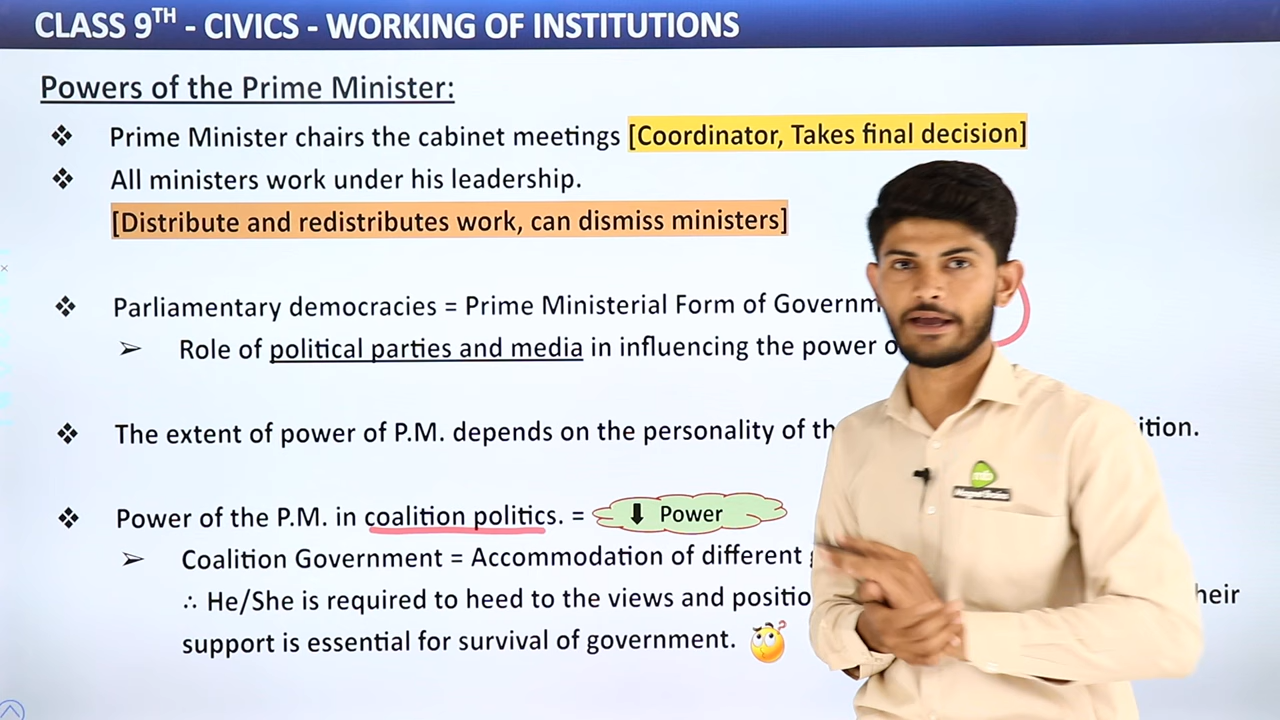 CLASS 9TH - CIVICS - WORKING OF INSTITUTIONS
Powers of the Prime Minister:
❖ Prime Minister chairs the cabinet meetings [Coordinator, Takes final decision]
❖ All ministers work under his leadership.
[Distribute and redistributes work, can dismiss ministers]
❖ Parliamentary democracies = Prime Ministerial Form of Governm
➢ Role of political parties and media in influencing the power o
❖ The extent of power of P.M. depends on the personality of th ition.
❖ Power of the P.M. in coalition politics. = ⬇ Power
➢ Coalition Government = Accommodation of different
∴ He/She is required to heed to the views and positio heir
support is essential for survival of government.